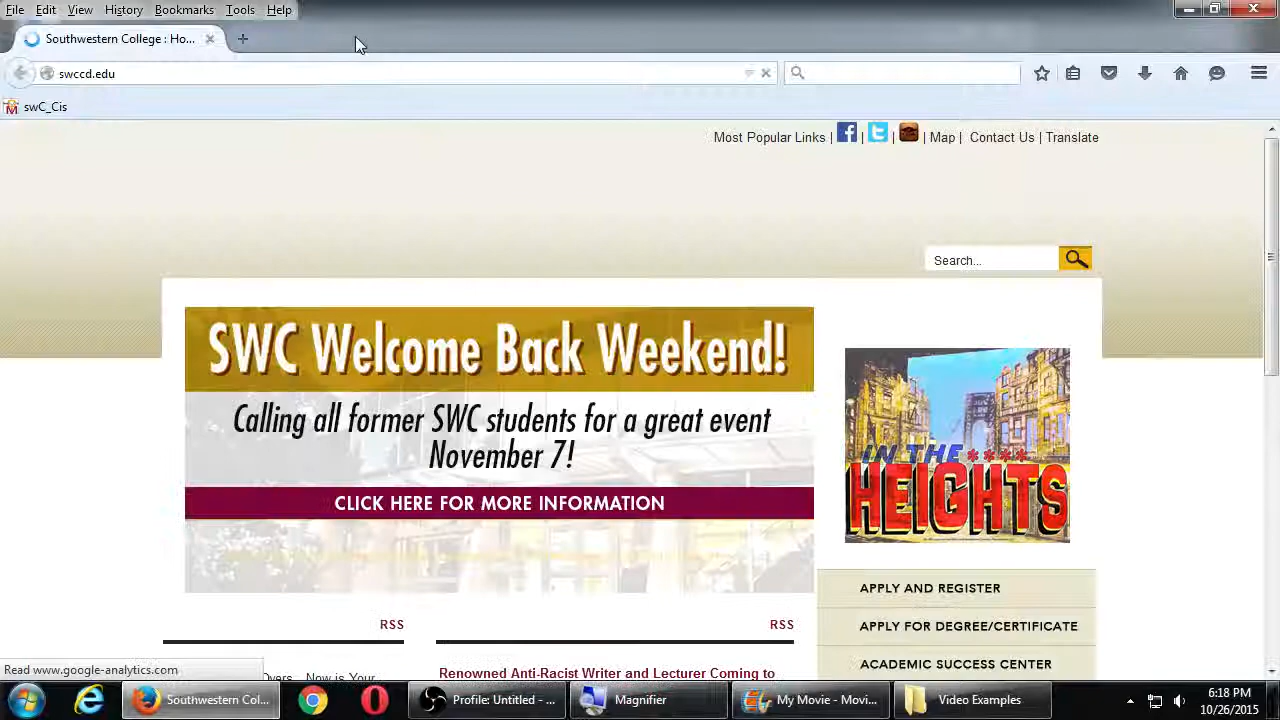 File Edit View History Bookmarks Tools Help
Southwestern College : Ho...
swccd.edu
swC_Cis
Most Popular Links | | | | Map | Contact Us | Translate
Search...
SWC Welcome Back Weekend!
Calling all former SWC students for a great event
November 7!
CLICK HERE FOR MORE INFORMATION
IN THE
HEIGHTS
APPLY AND REGISTER
APPLY FOR DEGREE/CERTIFICATE
ACADEMIC SUCCESS CENTER
RSS
RSS
Now is Your
Renowned Anti-Racist Writer and Lecturer Coming to
Read www.google-analytics.com
Southwestern Col...
Profile: Untitled - ...
Magnifier
My Movie - Movi...
Video Examples
6:18 PM
10/26/2015